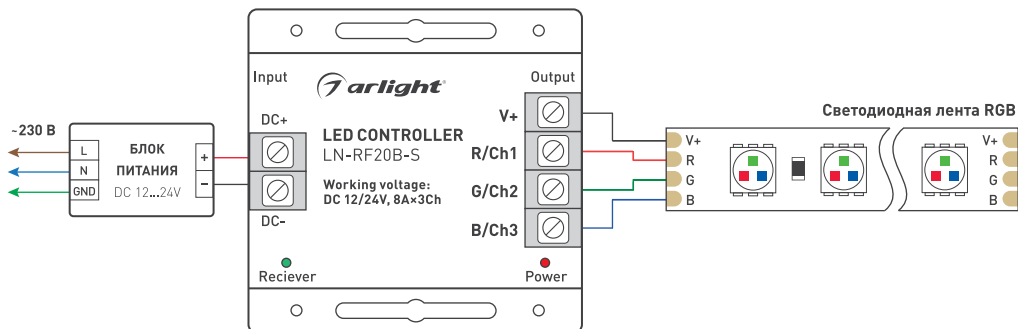 ~230 В
L
N
GND
БЛОК
ПИТАНИЯ
DC 12...24V
+
–
Input
DC+
DC-
arlight
LED CONTROLLER
LN-RF20B-S
Working voltage:
DC 12/24V, 8A×3Ch
Output
V+
R/Ch1
G/Ch2
B/Ch3
Reciever
Power
Светодиодная лента RGB
V+
R
G
B
V+
R
G
B